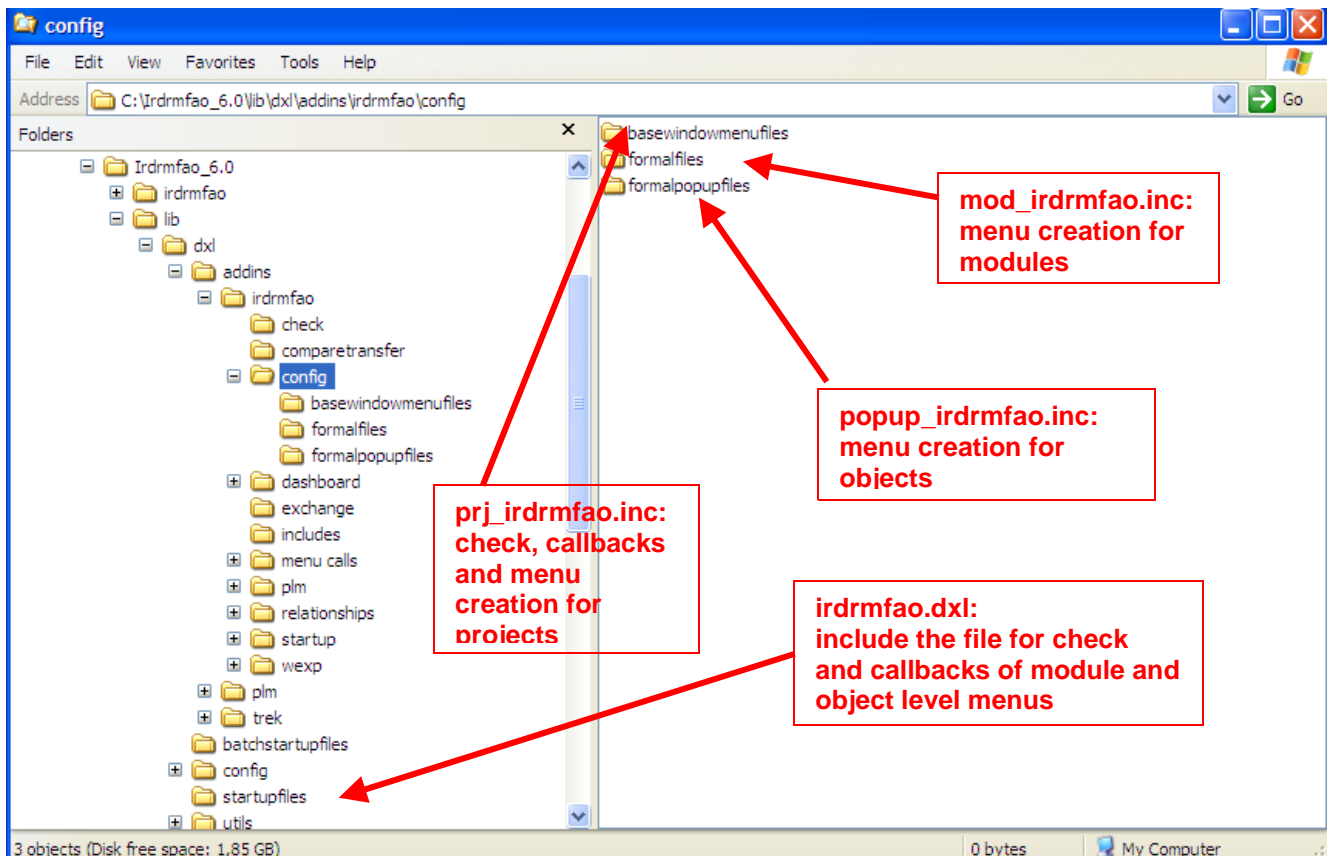 config
File Edit View Favorites Tools Help
Address C:\Irdrmfao_6.0\lib\dxl\addins\irdrmfao\config Go
Folders x
Irdrmfao_6.0
irdrmfao
lib
dxl
addins
irdrmfao
check
comparetransfer
config
basewindowmenufiles
formalfiles
formalpopupfiles
dashboard
exchange
includes
menu calls
plm
relationships
startup
wexp
plm
trek
batchstartupfiles
config
startupfiles
utils
basewindowmenufiles
formalfiles
formalpopupfiles
mod_irdrmfao.inc:
menu creation for
modules
popup_irdrmfao.inc:
menu creation for
objects
prj_irdrmfao.inc:
check, callbacks
and menu
creation for
projects
irdrmfao.dxl:
include the file for check
and callbacks of module and
object level menus
3 objects (Disk free space: 1,85 GB) 0 bytes My Computer